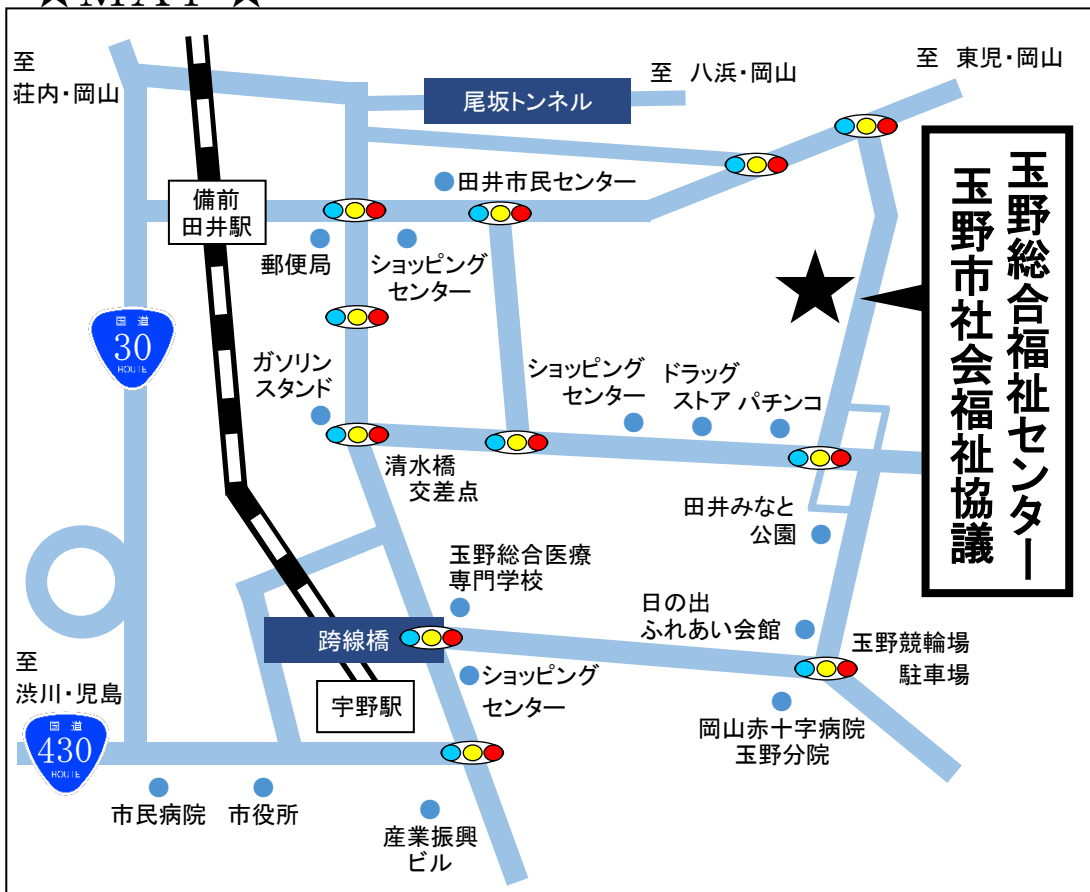 ★MAP★
至
荘内・岡山
至 八浜・岡山
至 東児・岡山
尾坂トンネル
田井市民センター
備前
田井駅
郵便局
ショッピング
センター
国道
30
ROUTE
ガソリン
スタンド
ショッピング
センター
ドラッグ
ストア
パチンコ
玉野総合福祉センター
玉野市社会福祉協議
清水橋
交差点
田井みなと
公園
玉野総合医療
専門学校
日の出
ふれあい会館
跨線橋
玉野競輪場
駐車場
至
渋川・児島
ショッピング
センター
宇野駅
岡山赤十字病院
玉野分院
国道
430
ROUTE
市民病院
市役所
産業振興
ビル